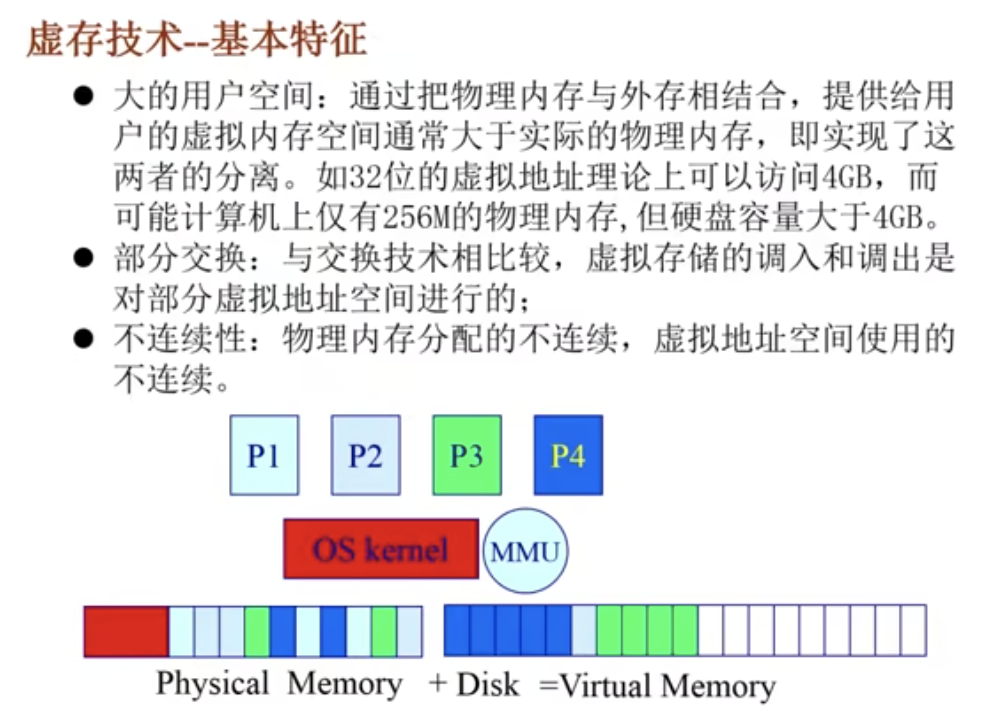 虚存技术--基本特征
● 大的用户空间：通过把物理内存与外存相结合，提供给用
户的虚拟内存空间通常大于实际的物理内存，即实现了这
两者的分离。如32位的虚拟地址理论上可以访问4GB，而
可能计算机上仅有256M的物理内存,但硬盘容量大于4GB。
● 部分交换：与交换技术相比较，虚拟存储的调入和调出是
对部分虚拟地址空间进行的；
● 不连续性：物理内存分配的不连续，虚拟地址空间使用的
不连续。
P1 P2 P3 P4
OS kernel MMU
Physical Memory + Disk =Virtual Memory